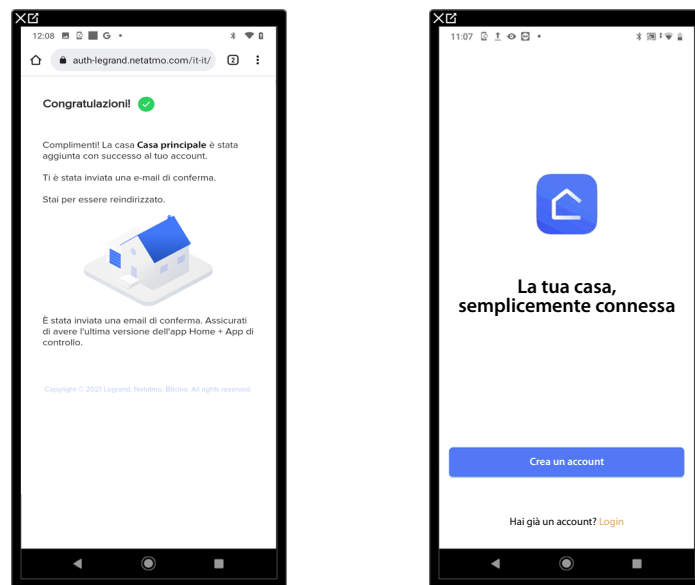 12:08
G
auth-legrand.netatmo.com/it-it/
2
Congratulazioni!
Complimenti! La casa Casa principale è stata
aggiunta con successo al tuo account.
Ti è stata inviata una e-mail di conferma.
Stai per essere reindirizzato.
È stata inviata una email di conferma. Assicurati
di avere l'ultima versione dell'app Home + App di
controllo.
Copyright © 2021 Legrand, Netatmo, Bticino. All rights reserved
11:07
La tua casa,
semplicemente connessa
Crea un account
Hai già un account? Login